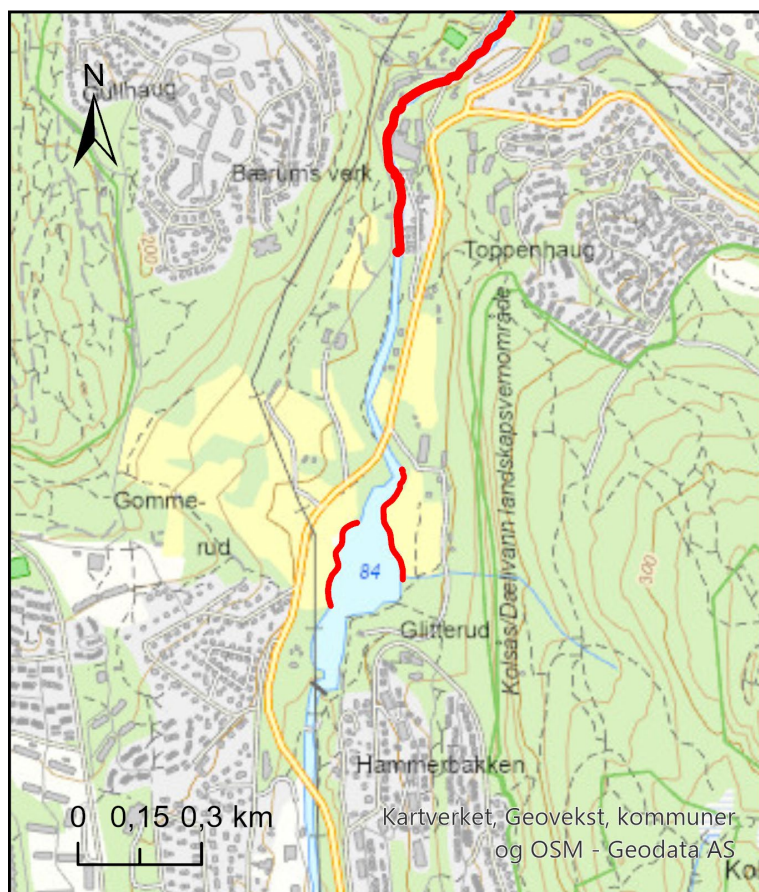 N
Gullhaug
Bærums verk
200
Toppenhaug
Kolsås/Dælivann landskapsvernområde
Gomme-
rud
84
300
Glitterud
Hammerbakken
0 0,15 0,3 km
Kartverket, Geovekst, kommuner
og OSM - Geodata AS
Ko